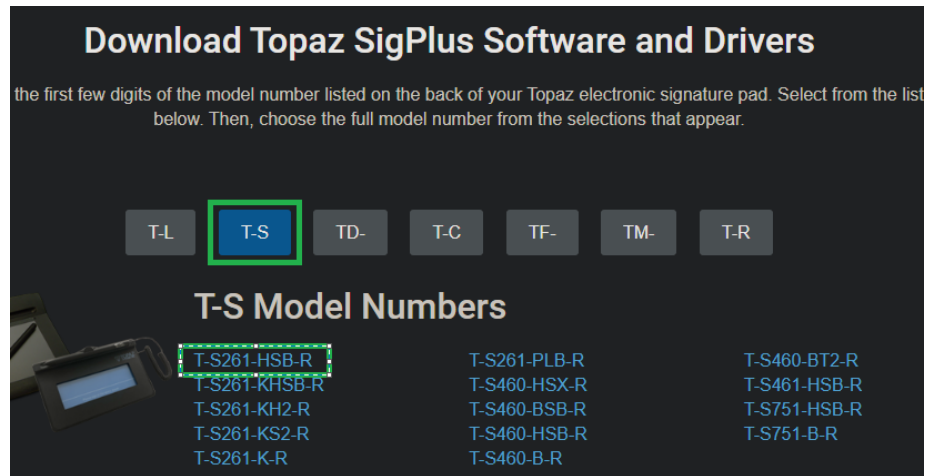 Download Topaz SigPlus Software and Drivers
the first few digits of the model number listed on the back of your Topaz electronic signature pad. Select from the list
below. Then, choose the full model number from the selections that appear.
T-L T-S TD- T-C TF- TM- T-R
T-S Model Numbers
T-S261-HSB-R T-S261-PLB-R T-S460-BT2-R
T-S261-KHSB-R T-S460-HSX-R T-S461-HSB-R
T-S261-KH2-R T-S460-BSB-R T-S751-HSB-R
T-S261-KS2-R T-S460-HSB-R T-S751-B-R
T-S261-K-R T-S460-B-R